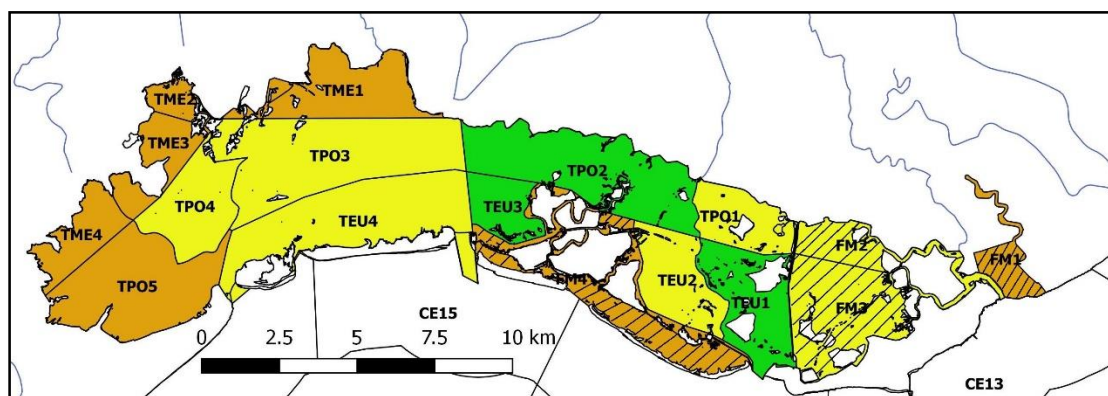 TME2
TME1
TME3
TPO3
TPO2
TPO4
TEU3
TPO1
TEU4
TME4
FM2
FM1
TPO5
FM4
TEU2
TEU1
FM3
CE15
0 2.5 5 7.5 10 km
CE13